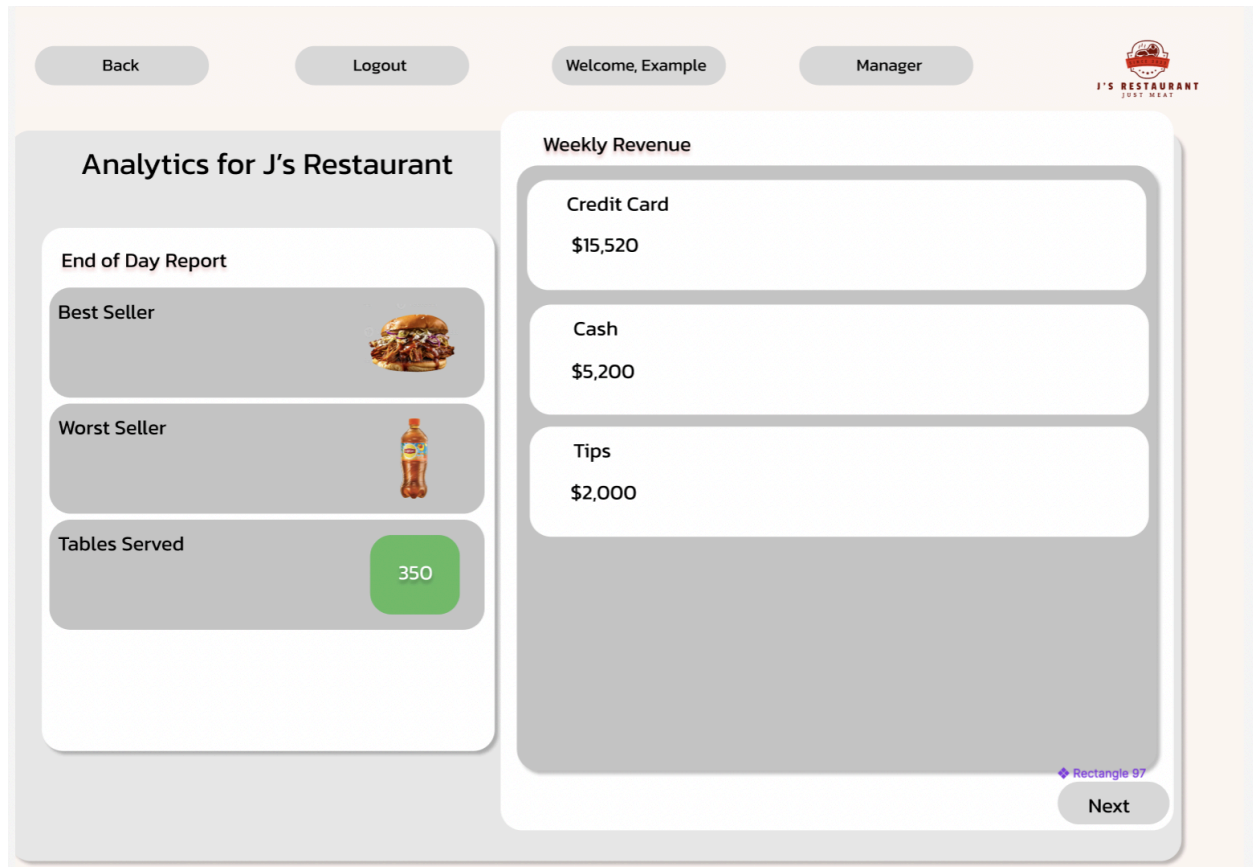 Back
Logout
Welcome, Example
Manager
J'S RESTAURANT
JUST MEAT
Analytics for J's Restaurant
End of Day Report
Best Seller
Worst Seller
Tables Served
350
Weekly Revenue
Credit Card
$15,520
Cash
$5,200
Tips
$2,000
Rectangle 97
Next